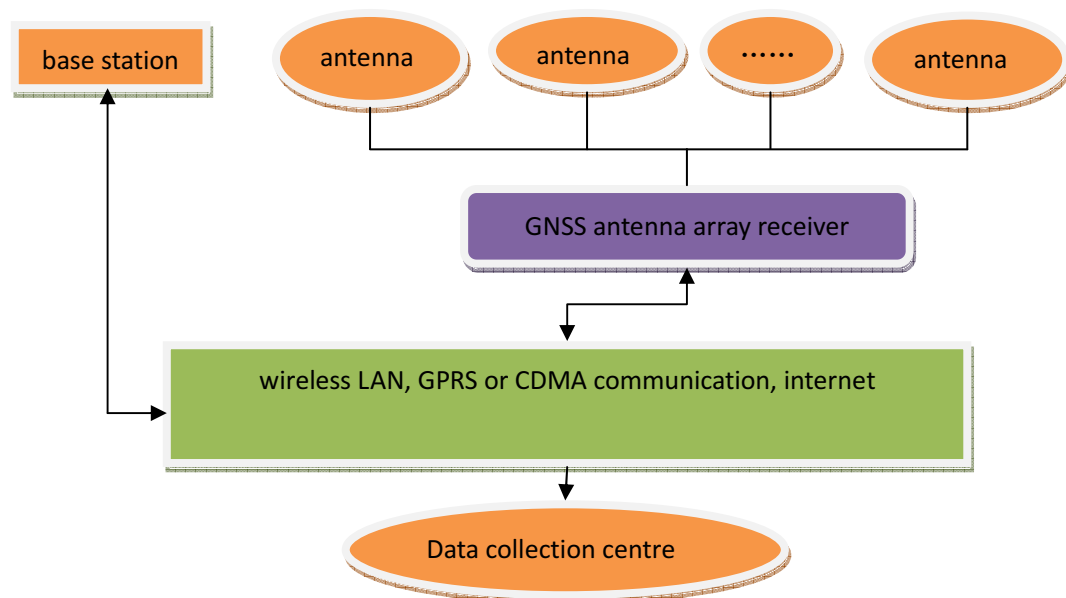 base station
antenna
antenna
……
antenna
GNSS antenna array receiver
wireless LAN, GPRS or CDMA communication, internet
Data collection centre